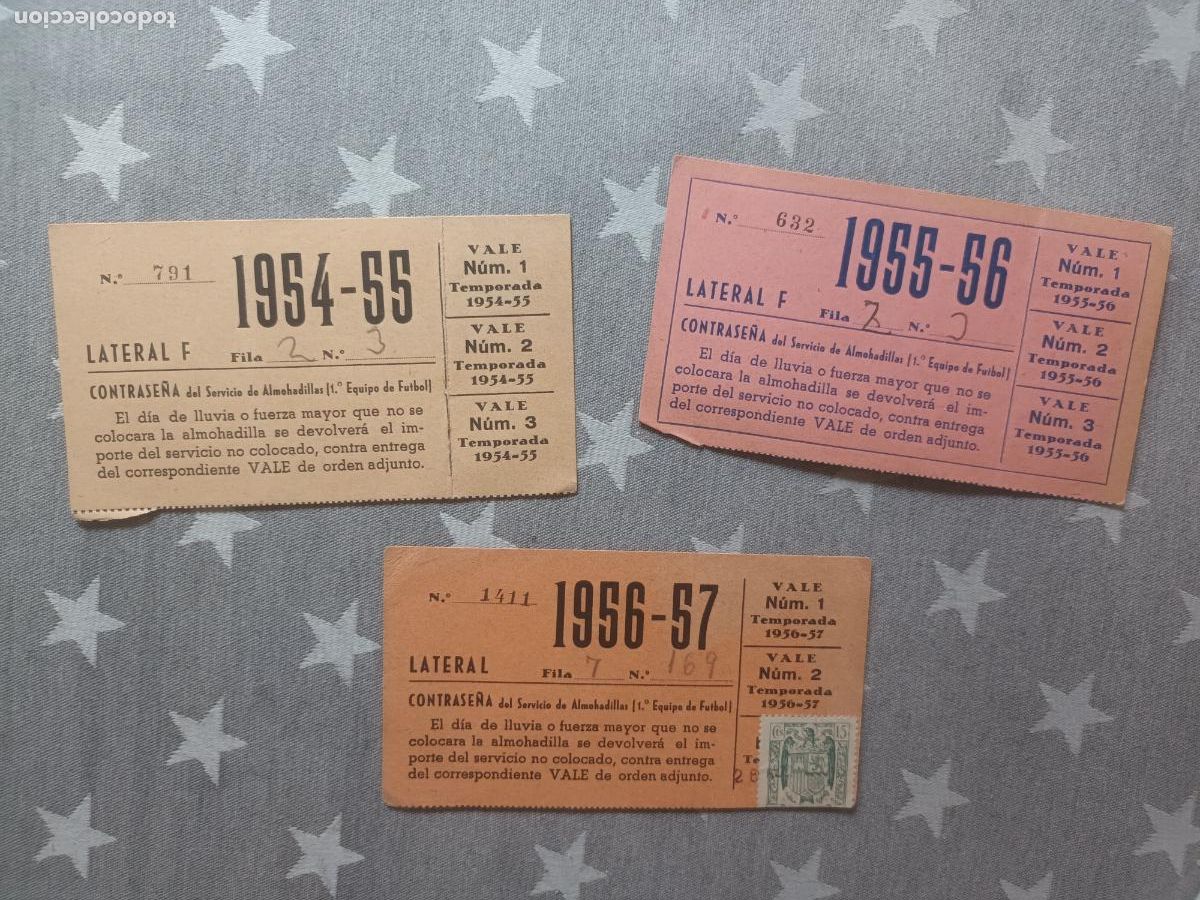 todocoleccion
N.º 791
1954-55
LATERAL F Fila 2 N.º 3
CONTRASEÑA del Servicio de Almohadillas (1.º Equipo de Futbol)
El día de lluvia o fuerza mayor que no se
colocara la almohadilla se devolverá el im-
porte del servicio no colocado, contra entrega
del correspondiente VALE de orden adjunto.
VALE
Núm. 1
Temporada
1954-55
VALE
Núm. 2
Temporada
1954-55
VALE
Núm. 3
Temporada
1954-55
N.º 632
1955-56
LATERAL F Fila 2 N.º 3
CONTRASEÑA del Servicio de Almohadillas (1.º Equipo de Futbol)
El día de lluvia o fuerza mayor que no se
colocara la almohadilla se devolverá el im-
porte del servicio no colocado, contra entrega
del correspondiente VALE de orden adjunto.
VALE
Núm. 1
Temporada
1955-56
VALE
Núm. 2
Temporada
1955-56
VALE
Núm. 3
Temporada
1955-56
N.º 1411
1956-57
LATERAL Fila 7 N.º 169
CONTRASEÑA del Servicio de Almohadillas (1.º Equipo de Futbol)
El día de lluvia o fuerza mayor que no se
colocara la almohadilla se devolverá el im-
porte del servicio no colocado, contra entrega
del correspondiente VALE de orden adjunto.
VALE
Núm. 1
Temporada
1956-57
VALE
Núm. 2
Temporada
1956-57
Cts 15
Te
28